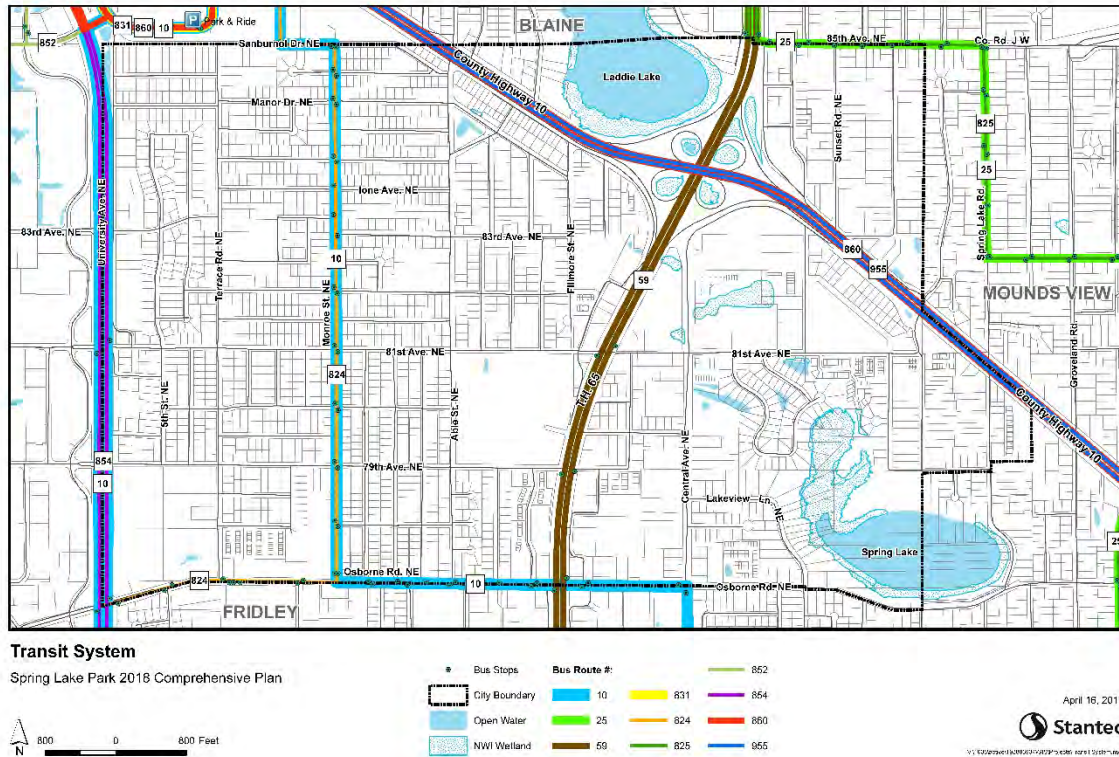 831
860
10
P
Park & Ride
852
BLAINE
Sanburnol Dr. NE
25
85th Ave. NE
Co. Rd. J W
Laddie Lake
County Highway 10
Manor Dr. NE
Sunset Rd. NE
825
Ione Ave. NE
25
University Ave. NE
83rd Ave. NE
Terrace Rd. NE
83rd Ave. NE
Fillmore St. NE
Spring Lake Rd.
10
Monroe St. NE
860
955
59
MOUNDS VIEW
81st Ave. NE
81st Ave. NE
Groveland Rd
824
T.H. 65
5th St. NE
Able St. NE
County Highway 10
Central Ave. NE
854
10
79th Ave. NE
Lakeview Ln. NE
Spring Lake
25
Osborne Rd. NE
824
10
Osborne Rd. NE
FRIDLEY
Transit System
Spring Lake Park 2018 Comprehensive Plan
N
800 0 800 Feet
Bus Stops
City Boundary
Open Water
NWI Wetland
Bus Route #:
10
25
59
831
824
825
852
854
860
955
April 16, 201
Stantec